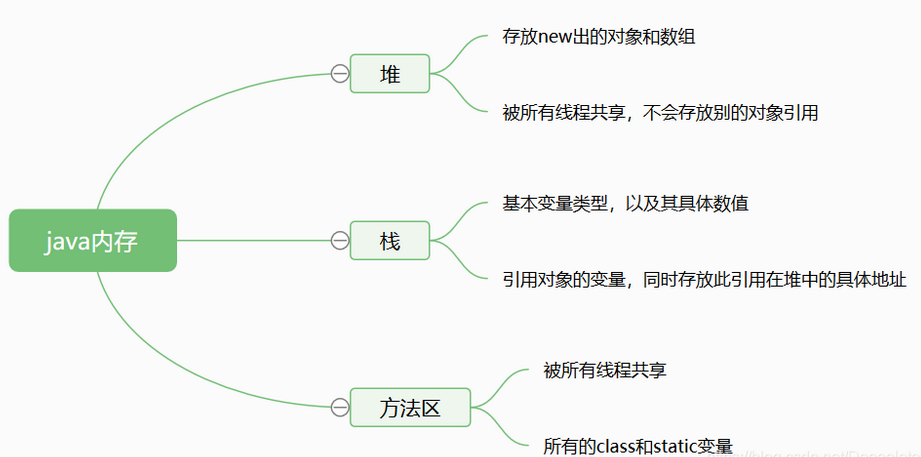 java内存
堆
存放new出的对象和数组
被所有线程共享，不会存放别的对象引用
栈
基本变量类型，以及其具体数值
引用对象的变量，同时存放此引用在堆中的具体地址
方法区
被所有线程共享
所有的class和static变量